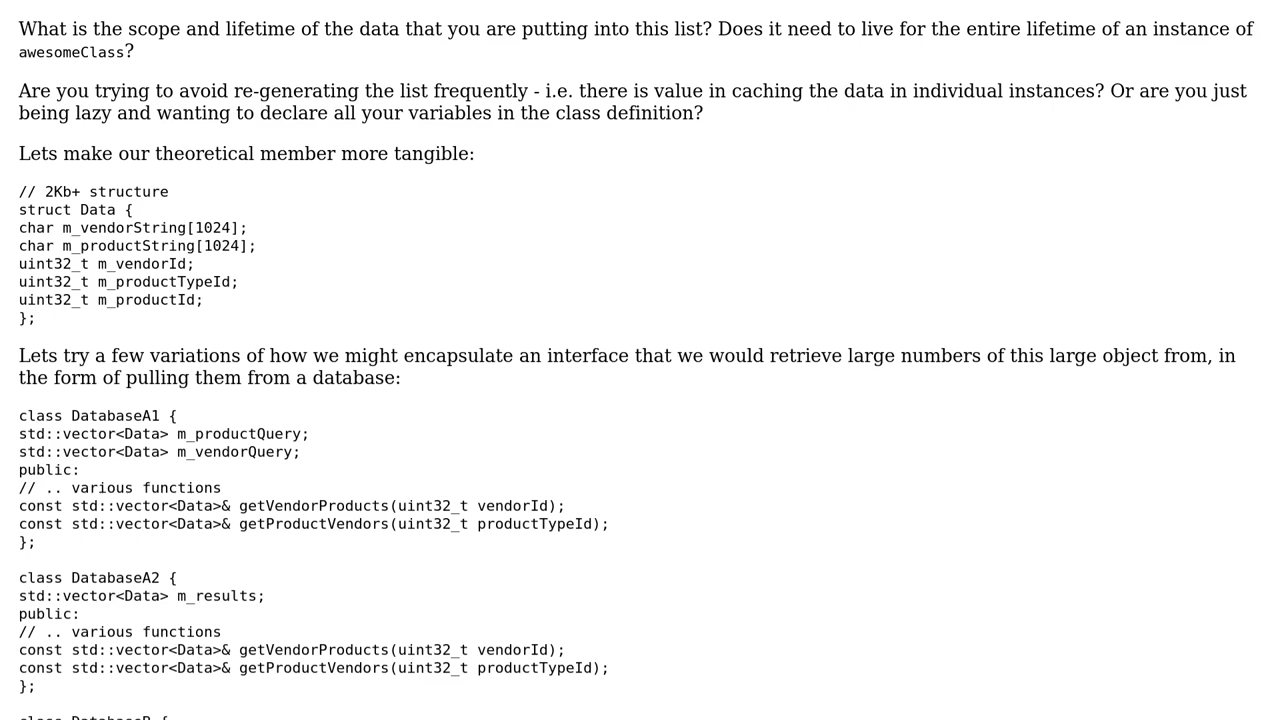 What is the scope and lifetime of the data that you are putting into this list? Does it need to live for the entire lifetime of an instance of
awesomeClass?
Are you trying to avoid re-generating the list frequently - i.e. there is value in caching the data in individual instances? Or are you just
being lazy and wanting to declare all your variables in the class definition?
Lets make our theoretical member more tangible:
// 2Kb+ structure
struct Data {
char m_vendorString[1024];
char m_productString[1024];
uint32_t m_vendorId;
uint32_t m_productTypeId;
uint32_t m_productId;
};
Lets try a few variations of how we might encapsulate an interface that we would retrieve large numbers of this large object from, in
the form of pulling them from a database:
class DatabaseA1 {
std::vector<Data> m_productQuery;
std::vector<Data> m_vendorQuery;
public:
// .. various functions
const std::vector<Data>& getVendorProducts(uint32_t vendorId);
const std::vector<Data>& getProductVendors(uint32_t productTypeId);
};
class DatabaseA2 {
std::vector<Data> m_results;
public:
// .. various functions
const std::vector<Data>& getVendorProducts(uint32_t vendorId);
const std::vector<Data>& getProductVendors(uint32_t productTypeId);
};
class DatabaseB {